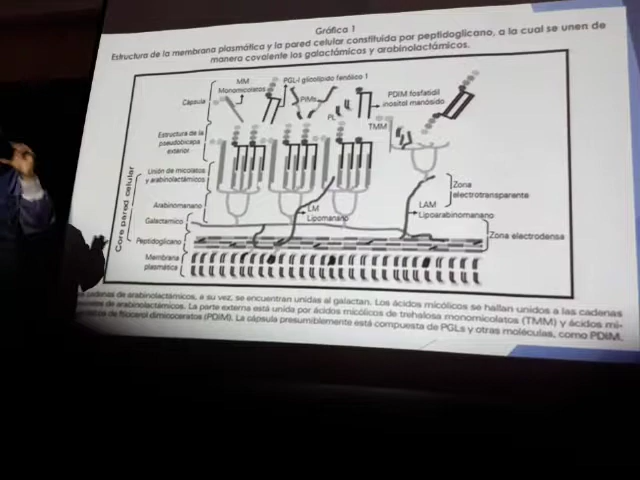 Gráfica 1
Estructura de la membrana plasmática y la pared celular constituida por peptidoglicano, a la cual se unen de
manera covalente los galactámicos y arabinolactámicos.
MM
Monomicolatos
PGL-I glicolípido fenólico 1
Cápsula
PIMs
PL
PDIM fosfatidil
inositol manósido
TMM
Estructura de la
pseudobicapa
exterior
Unión de micolatos
y arabinolactámicos
Zona
electrotransparente
Arabinomanano
LM
Lipomanano
LAM
Lipoarabinomanano
Galactamico
Zona electrodensa
Peptidoglicano
Membrana
plasmática
Core pared celular
cadenas de arabinolactámicos, a su vez, se encuentran unidas al galactan. Los ácidos micólicos se hallan unidos a las cadenas
de arabinolactámicos. La parte externa está unida por ácidos micólicos de trehalosa monomicolatos (TMM) y ácidos mi-
de ftiocerol dimicoceratos (PDIM). La cápsula presumiblemente está compuesta de PGLs y otras moléculas, como PDIM.